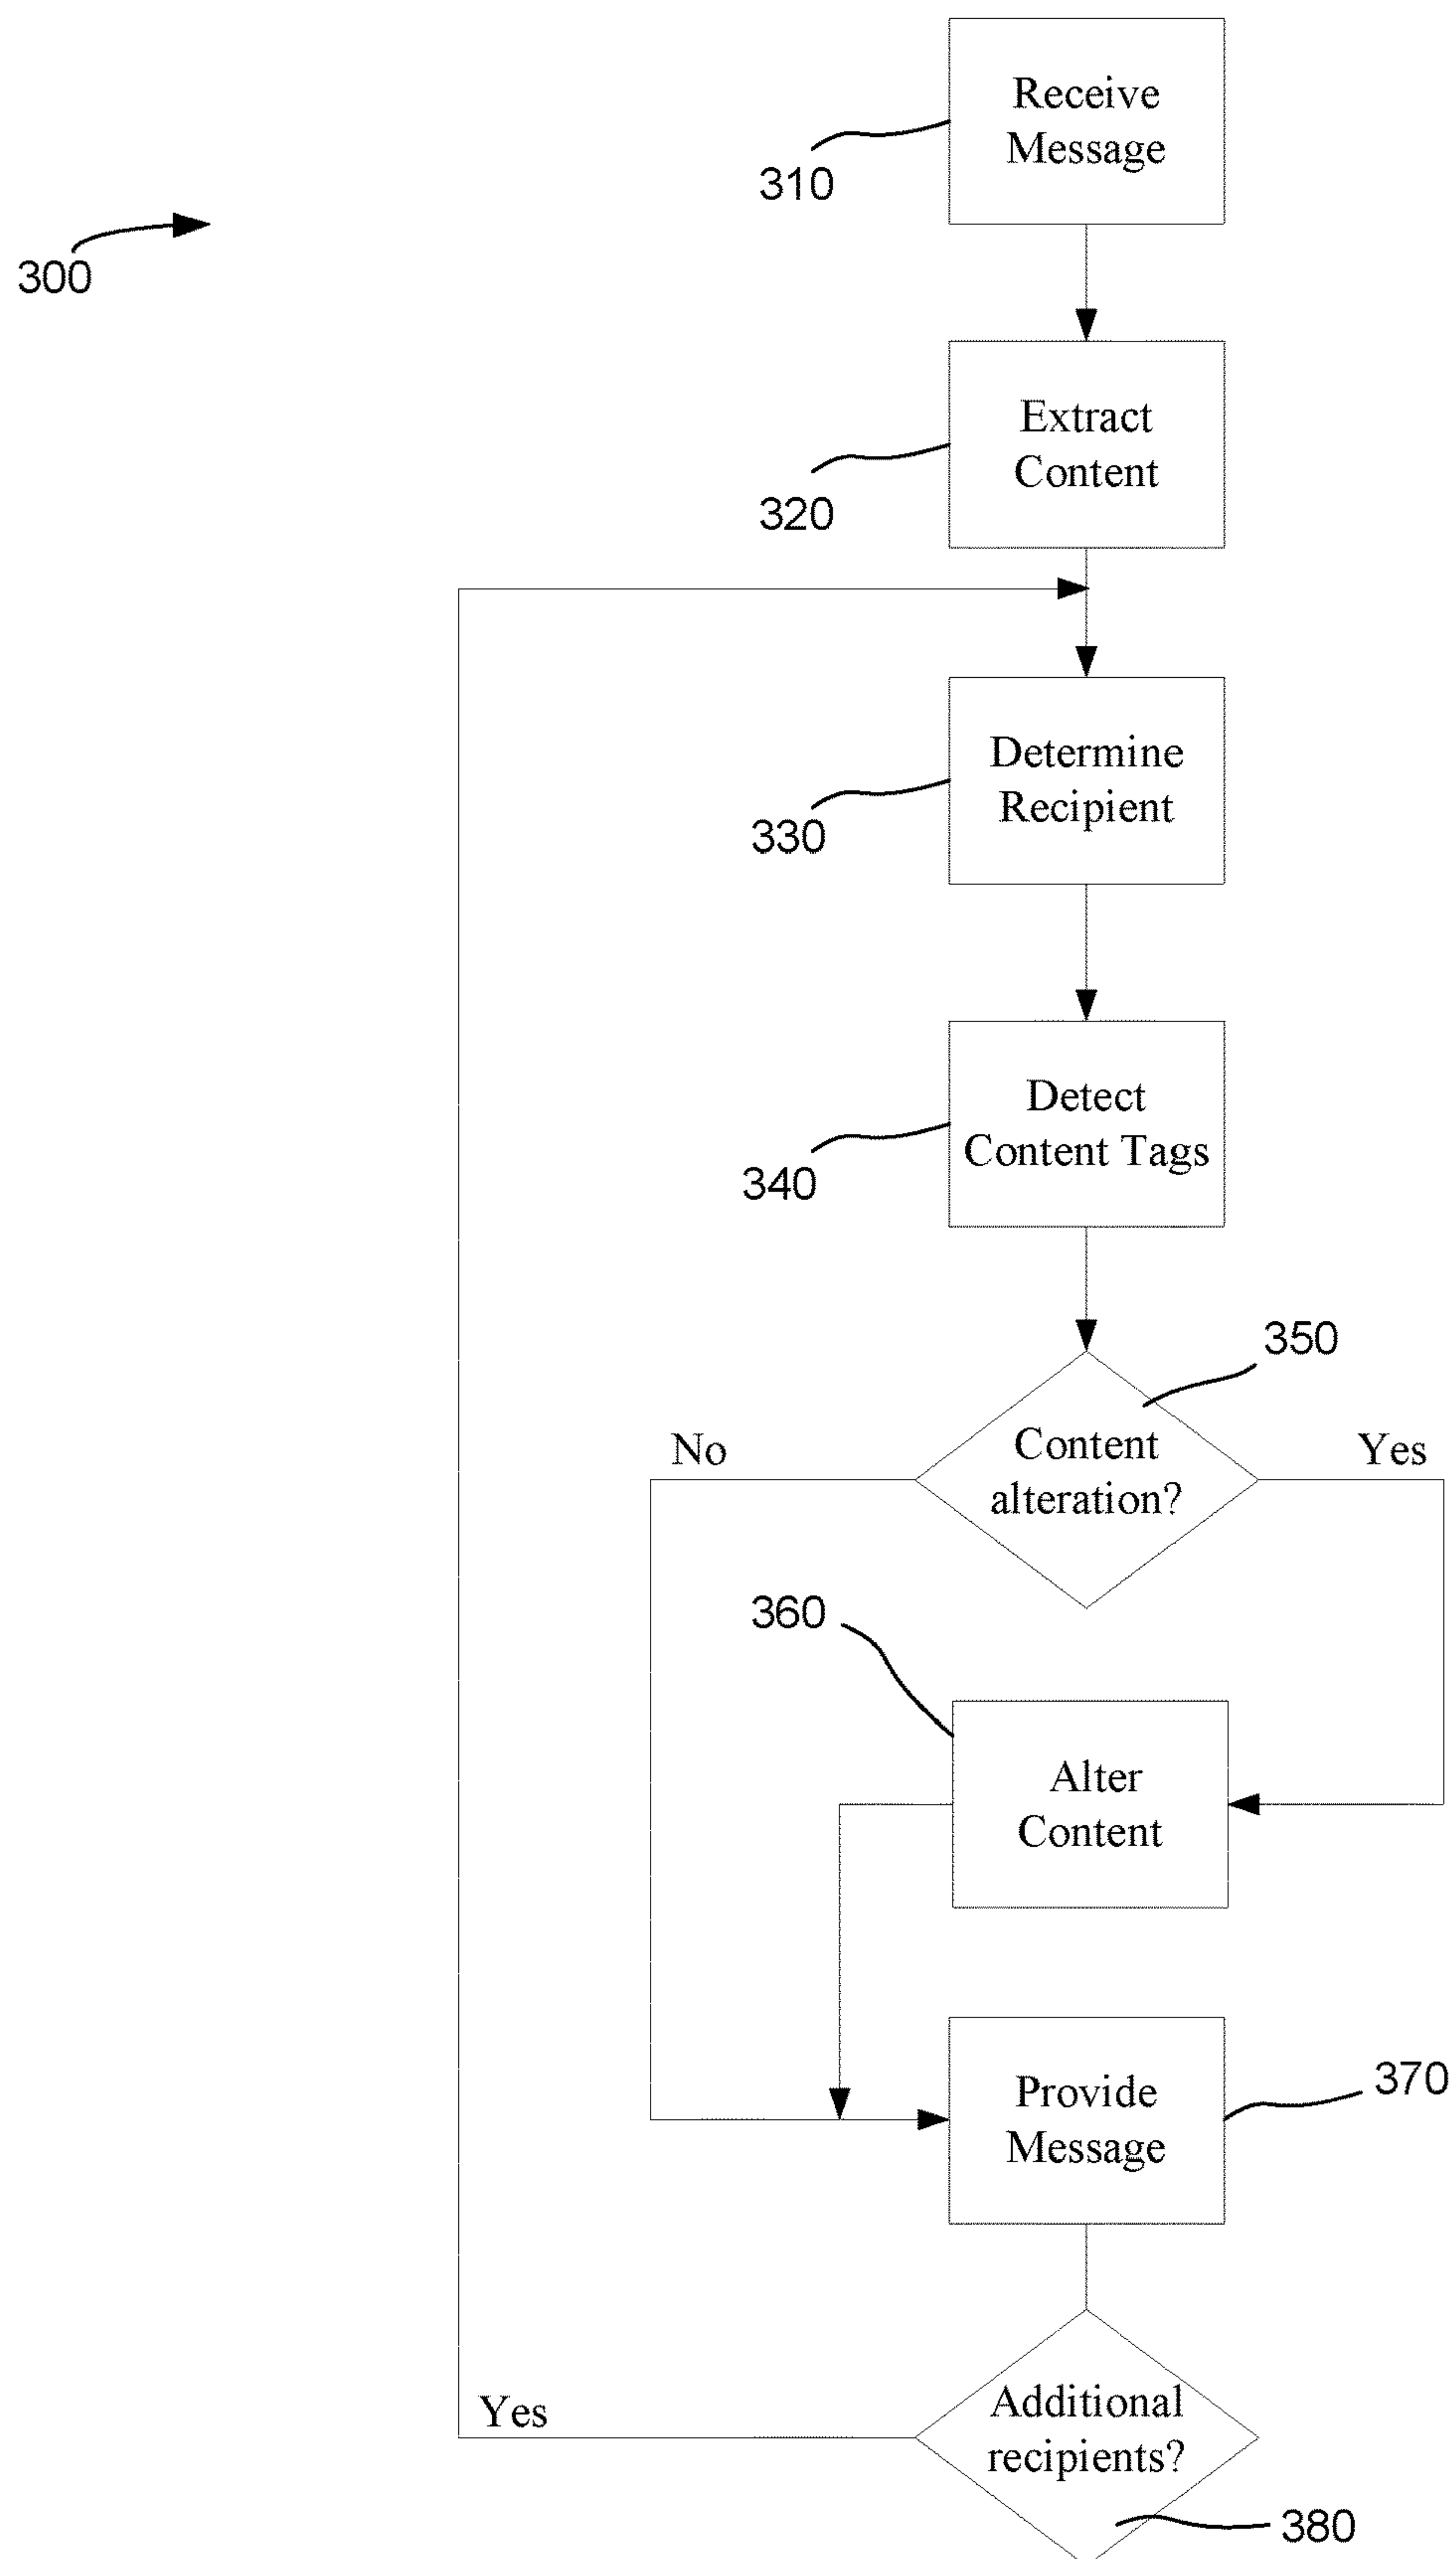 Receive
Message
310
300
Extract
Content
320
Determine
Recipient
330
Detect
Content Tags
340
350
Content
alteration?
No
Yes
360
Alter
Content
Provide
Message
370
Additional
recipients?
Yes
380